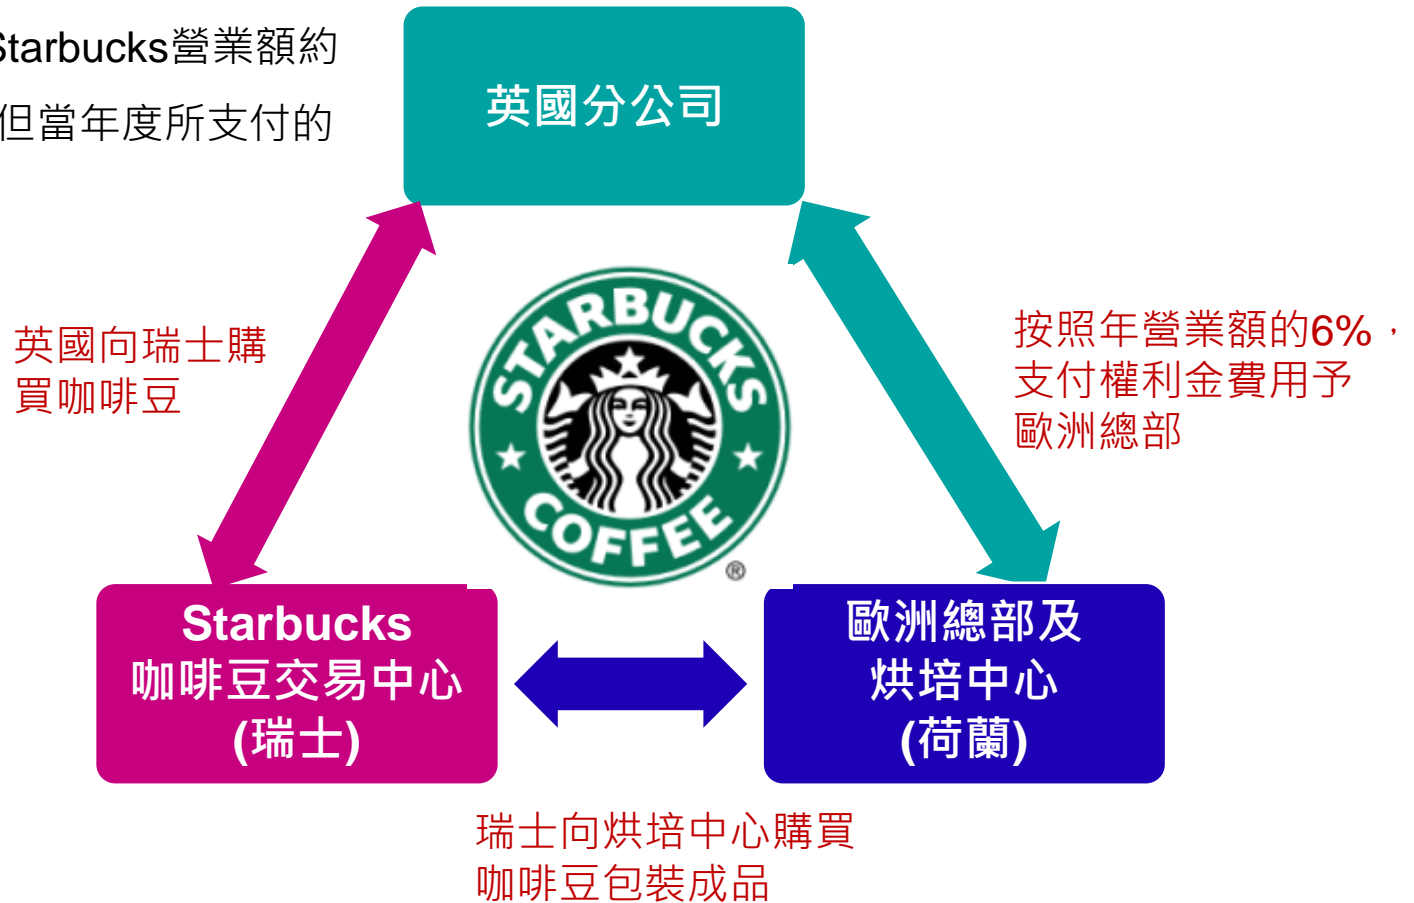 Starbucks營業額約
但當年度所支付的
英國分公司
英國向瑞士購
買咖啡豆
按照年營業額的6%，
支付權利金費用予
歐洲總部
STARBUCKS
COFFEE
®
Starbucks
咖啡豆交易中心
(瑞士)
歐洲總部及
烘培中心
(荷蘭)
瑞士向烘培中心購買
咖啡豆包裝成品